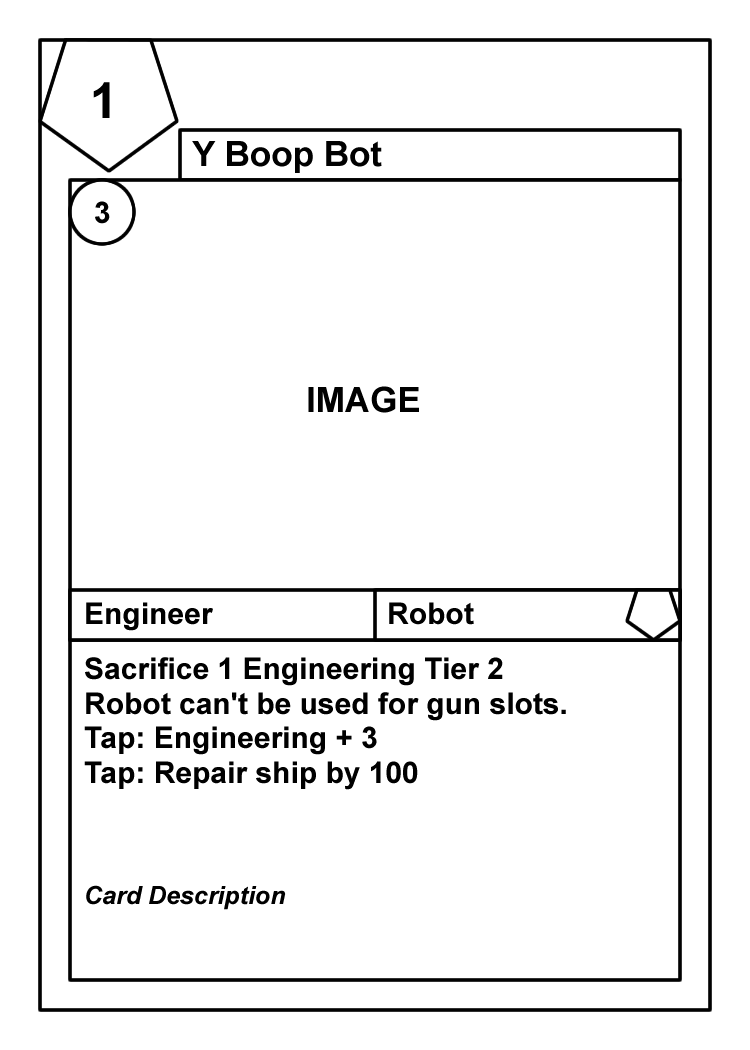 1
Y Boop Bot
3
IMAGE
Engineer
Robot
Sacrifice 1 Engineering Tier 2
Robot can't be used for gun slots.
Tap: Engineering + 3
Tap: Repair ship by 100
Card Description